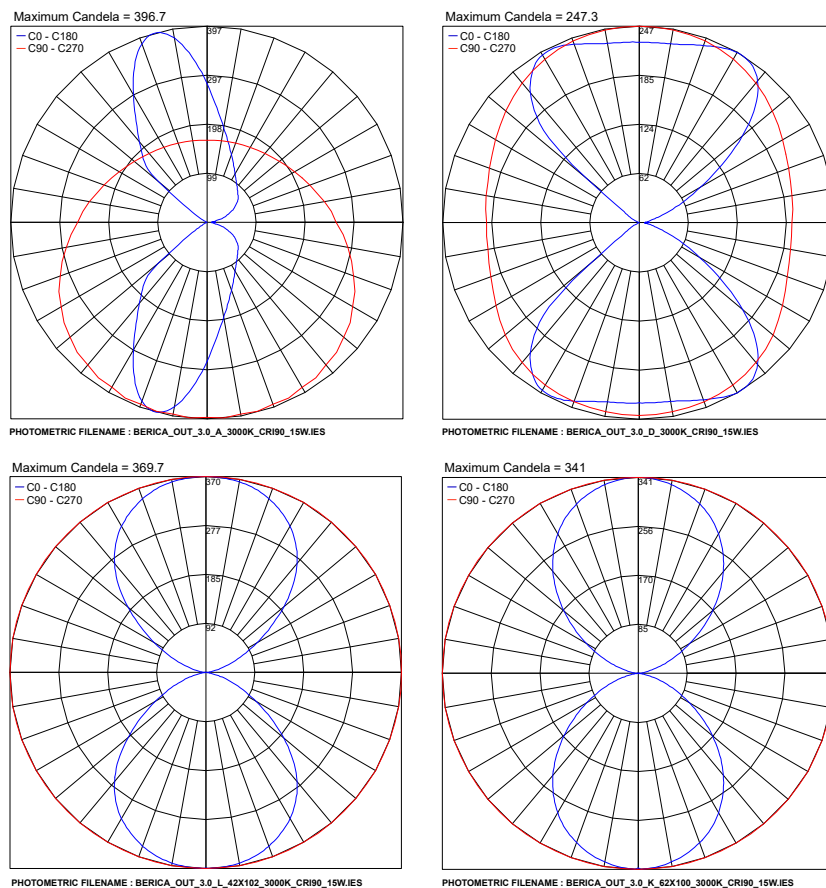 Maximum Candela = 396.7
C0 - C180
C90 - C270
397
297
198
99
PHOTOMETRIC FILENAME : BERICA_OUT_3.0_A_3000K_CRI90_15W.IES
Maximum Candela = 247.3
C0 - C180
C90 - C270
247
185
124
62
PHOTOMETRIC FILENAME : BERICA_OUT_3.0_D_3000K_CRI90_15W.IES
Maximum Candela = 369.7
C0 - C180
C90 - C270
370
277
185
92
PHOTOMETRIC FILENAME : BERICA_OUT_3.0_L_42X102_3000K_CRI90_15W.IES
Maximum Candela = 341
C0 - C180
C90 - C270
341
256
170
85
PHOTOMETRIC FILENAME : BERICA_OUT_3.0_K_62X100_3000K_CRI90_15W.IES